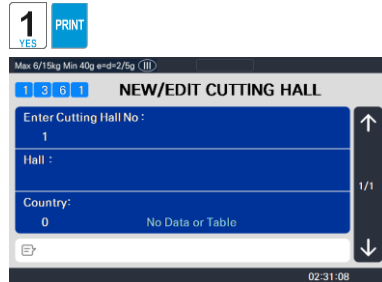 1
YES
PRINT
Max 6/15kg Min 40g e=d=2/5g III
1 3 6 1 NEW/EDIT CUTTING HALL
Enter Cutting Hall No :
1
Hall :
1/1
Country:
0 No Data or Table
02:31:08